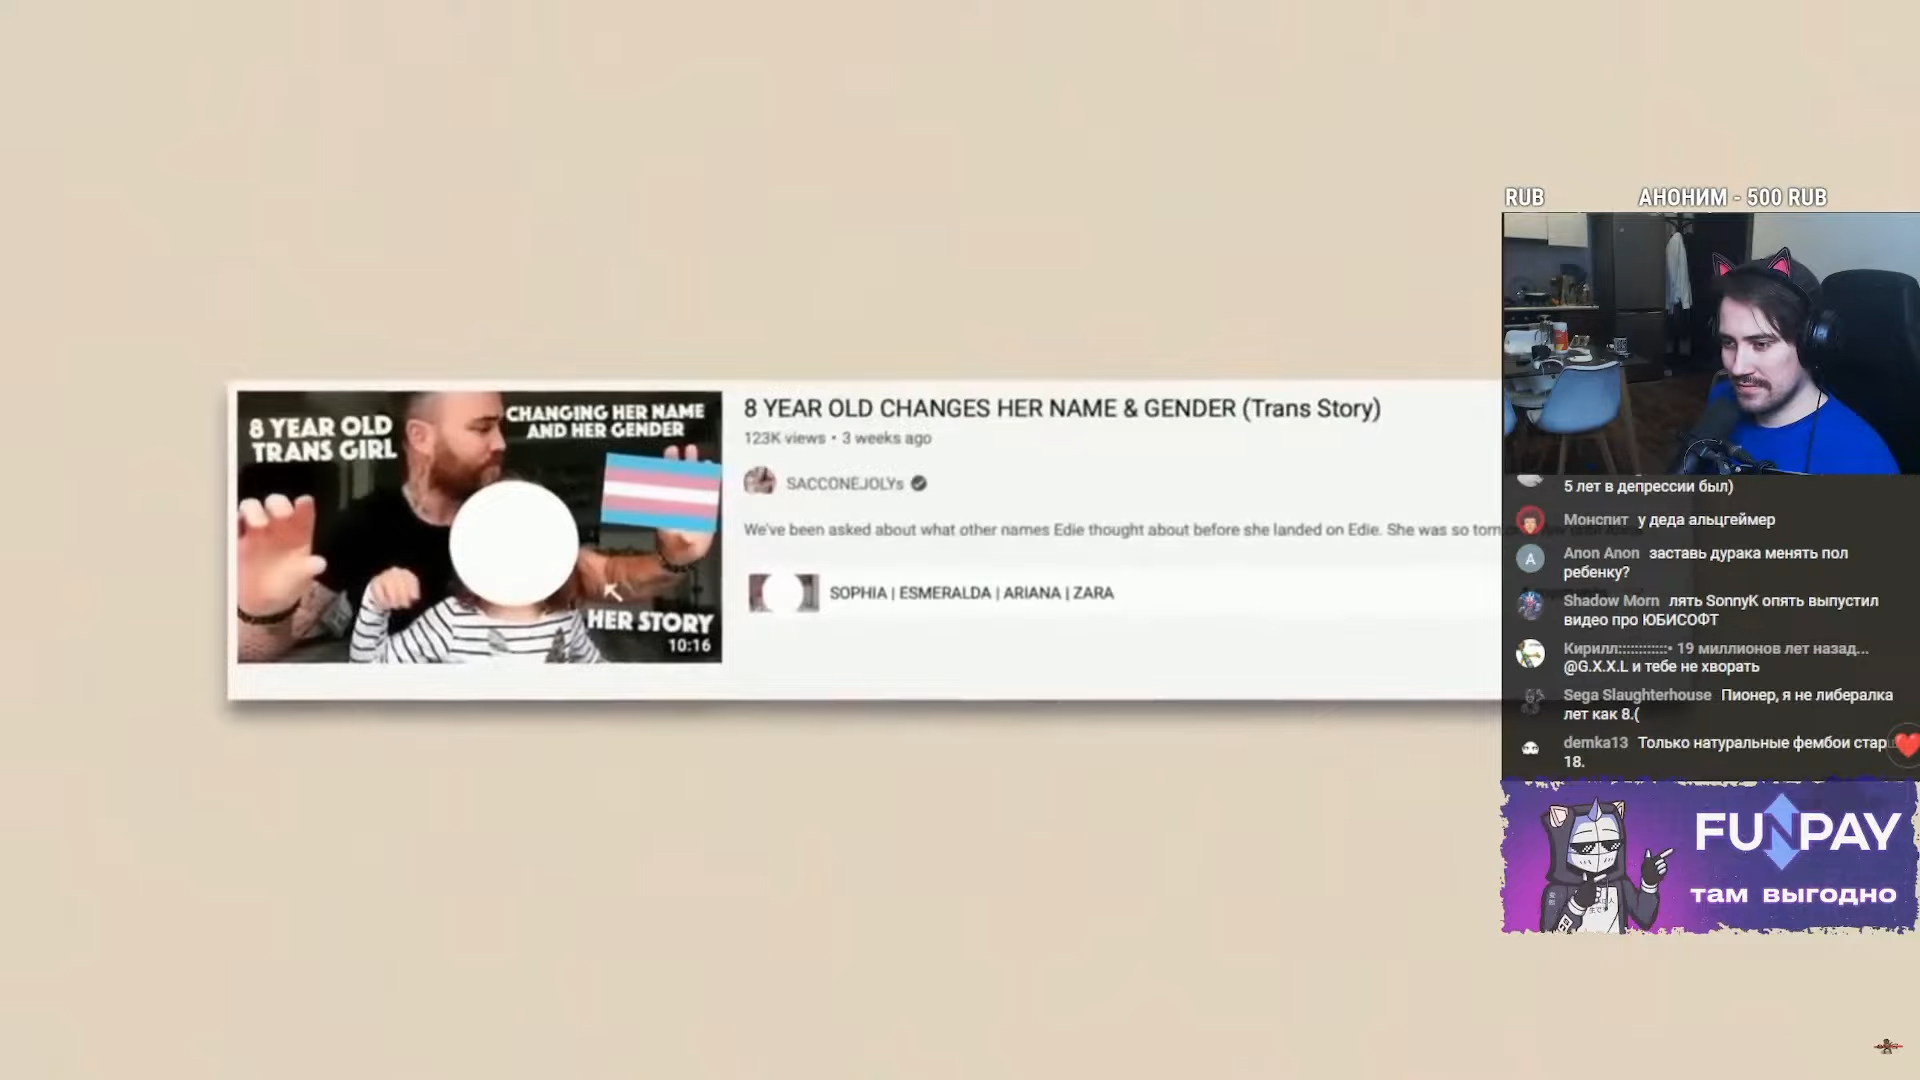 RUB АНОНИМ - 500 RUB
8 YEAR OLD
TRANS GIRL
CHANGING HER NAME
AND HER GENDER
HER STORY
10:16
8 YEAR OLD CHANGES HER NAME & GENDER (Trans Story)
123K views • 3 weeks ago
SACCONEJOLYs
We've been asked about what other names Edie thought about before she landed on Edie. She was so torn
SOPHIA | ESMERALDA | ARIANA | ZARA
5 лет в депрессии был)
Монспит у деда альцгеймер
A
Anon Anon заставь дурака менять пол
ребенку?
Shadow Morn лять SonnyK опять выпустил
видео про ЮБИСОФТ
Кирилл::::::::::::• 19 миллионов лет назад...
@G.X.X.L и тебе не хворать
Sega Slaughterhouse Пионер, я не либералка
лет как 8.(
demka13 Только натуральные фембои стар
18.
FUNPAY
там выгодно